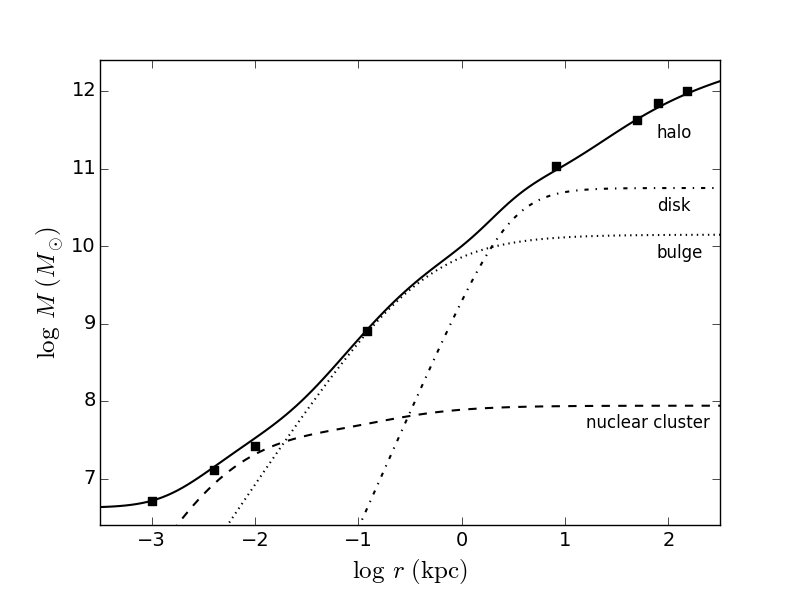 12
11
10
9
8
7
log M (M☉)
halo
disk
bulge
nuclear cluster
−3 −2 −1 0 1 2
log r (kpc)